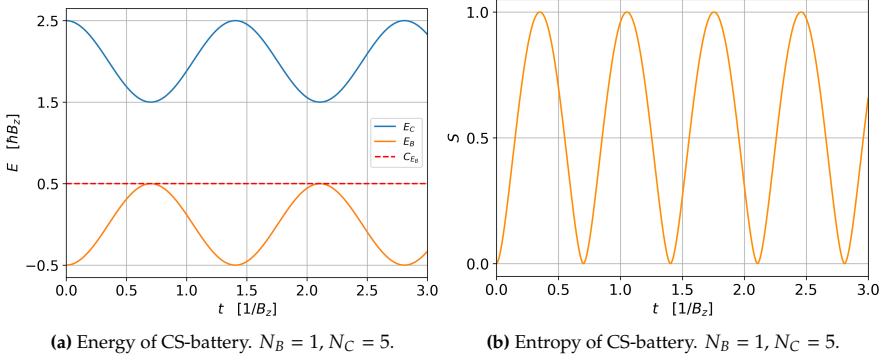 2.5
1.5
0.5
−0.5
E [ħB_z]
E_C
E_B
C_{E_B}
0.0 0.5 1.0 1.5 2.0 2.5 3.0
t [1/B_z]
(a) Energy of CS-battery. N_B = 1, N_C = 5.
1.0
0.5
0.0
S
0.0 0.5 1.0 1.5 2.0 2.5 3.0
t [1/B_z]
(b) Entropy of CS-battery. N_B = 1, N_C = 5.